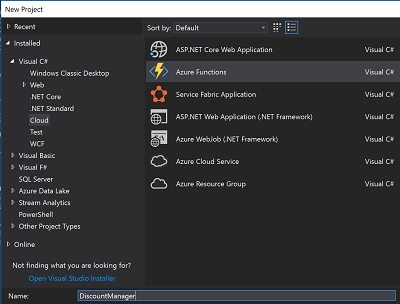 New Project
Recent
Sort by: Default
Installed
Visual C#
Windows Classic Desktop
Web
.NET Core
.NET Standard
Cloud
Test
WCF
Visual Basic
Visual F#
SQL Server
Azure Data Lake
Stream Analytics
PowerShell
Other Project Types
Online
Not finding what you are looking for?
Open Visual Studio Installer
ASP.NET Core Web Application Visual C#
Azure Functions Visual C#
Service Fabric Application Visual C#
ASP.NET Web Application (.NET Framework) Visual C#
Azure WebJob (.NET Framework) Visual C#
Azure Cloud Service Visual C#
Azure Resource Group Visual C#
Name: DiscountManager